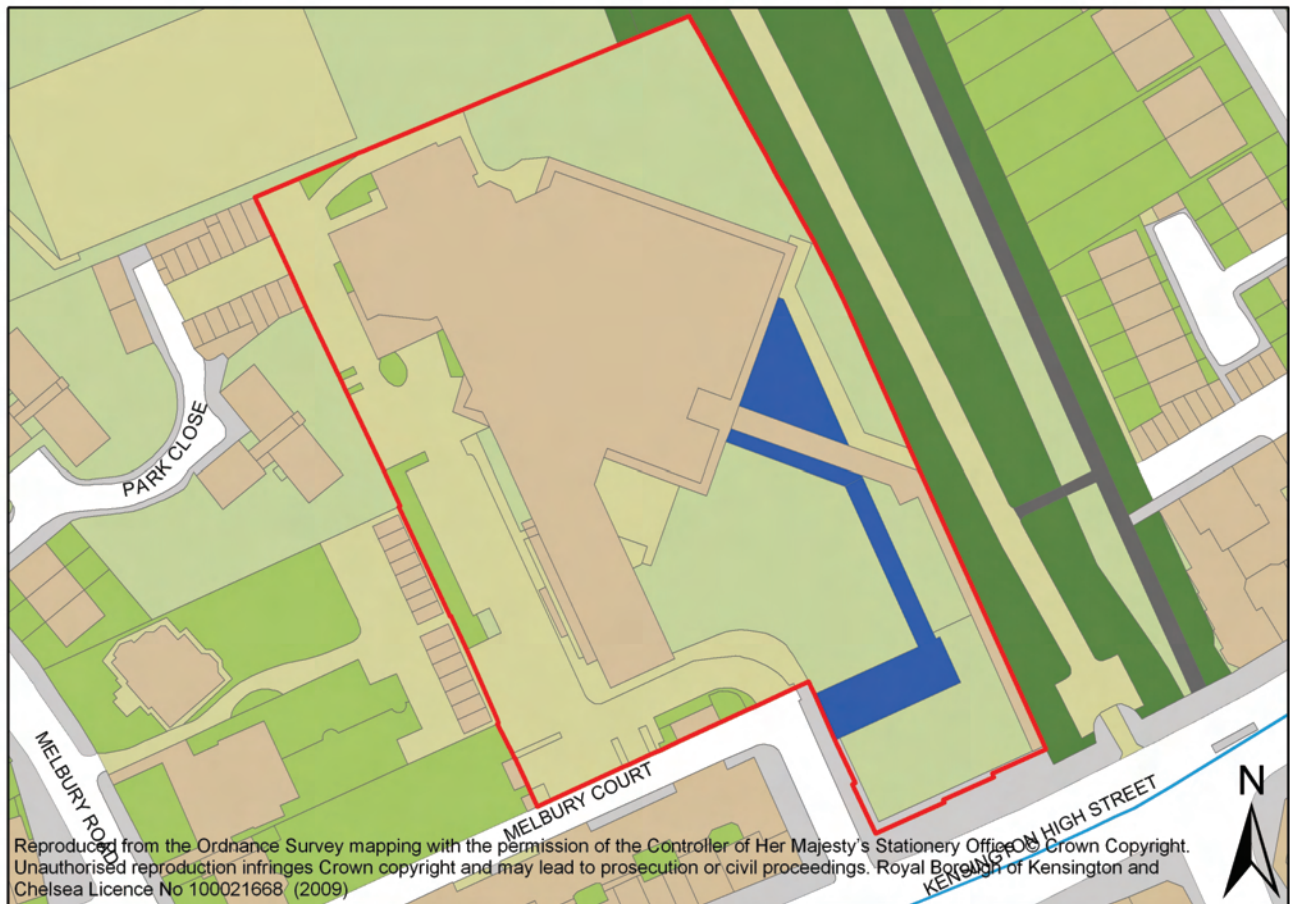 PARK CLOSE
MELBURY ROAD
MELBURY COURT
KENSINGTON HIGH STREET
N
Reproduced from the Ordnance Survey mapping with the permission of the Controller of Her Majesty's Stationery Office © Crown Copyright.
Unauthorised reproduction infringes Crown copyright and may lead to prosecution or civil proceedings. Royal Borough of Kensington and
Chelsea Licence No 100021668 (2009)